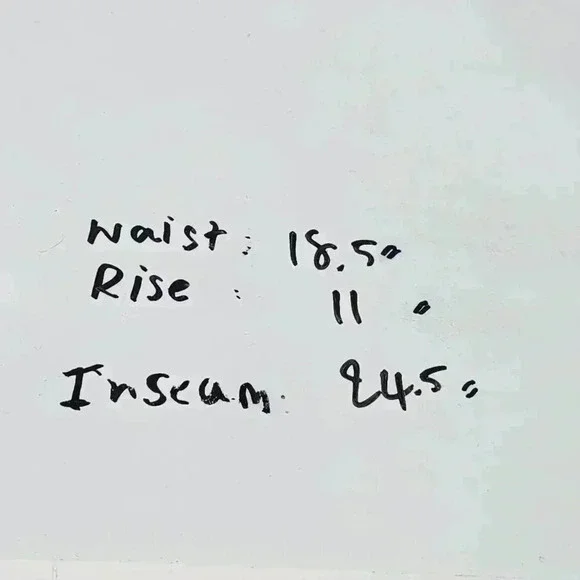 Waist: 18.5"
Rise : 11 "
Inseam: 24.5"